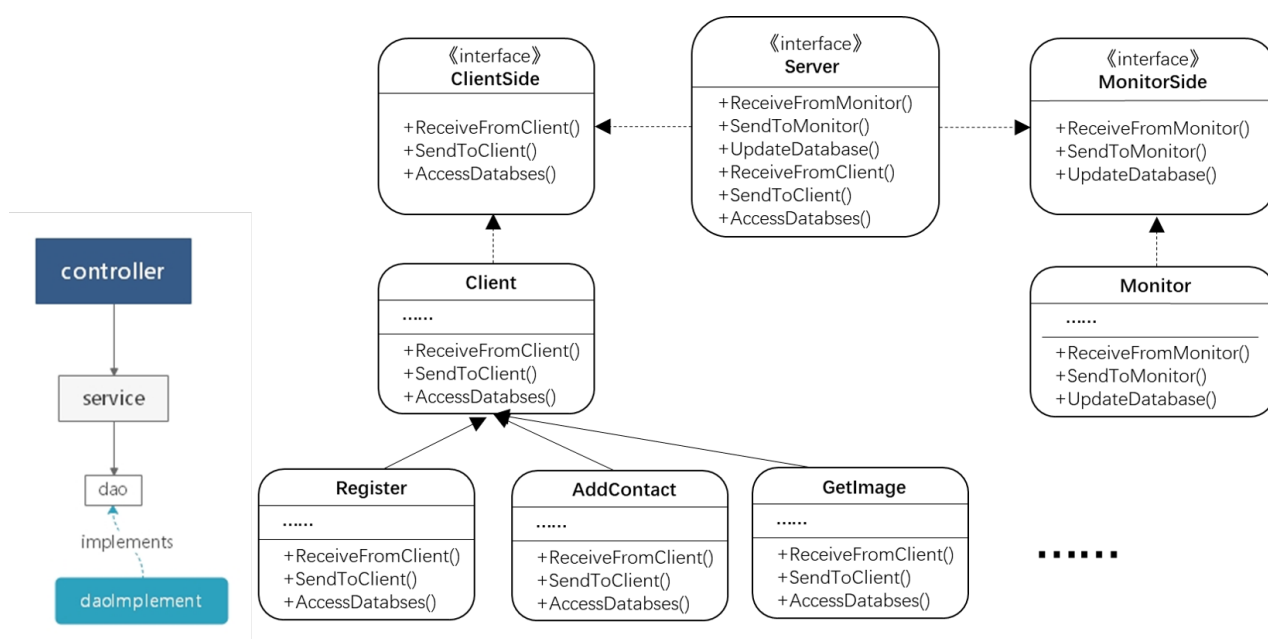 controller
service
dao
implements
daoImplement
《interface》
ClientSide
+ReceiveFromClient()
+SendToClient()
+AccessDatabses()
《interface》
Server
+ReceiveFromMonitor()
+SendToMonitor()
+UpdateDatabase()
+ReceiveFromClient()
+SendToClient()
+AccessDatabses()
《interface》
MonitorSide
+ReceiveFromMonitor()
+SendToMonitor()
+UpdateDatabase()
Client
......
+ReceiveFromClient()
+SendToClient()
+AccessDatabses()
Monitor
......
+ReceiveFromMonitor()
+SendToMonitor()
+UpdateDatabase()
Register
......
+ReceiveFromClient()
+SendToClient()
+AccessDatabses()
AddContact
......
+ReceiveFromClient()
+SendToClient()
+AccessDatabses()
GetImage
......
+ReceiveFromClient()
+SendToClient()
+AccessDatabses()
......